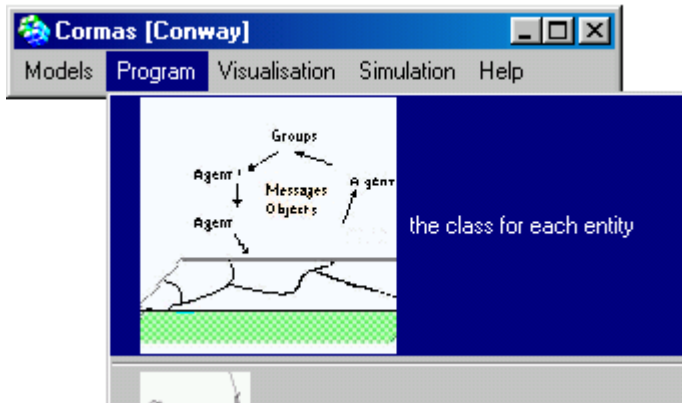 Cormas [Conway]
Models Program Visualisation Simulation Help
Groups
Agent
Agent
Messages
Objects
Agent
the class for each entity